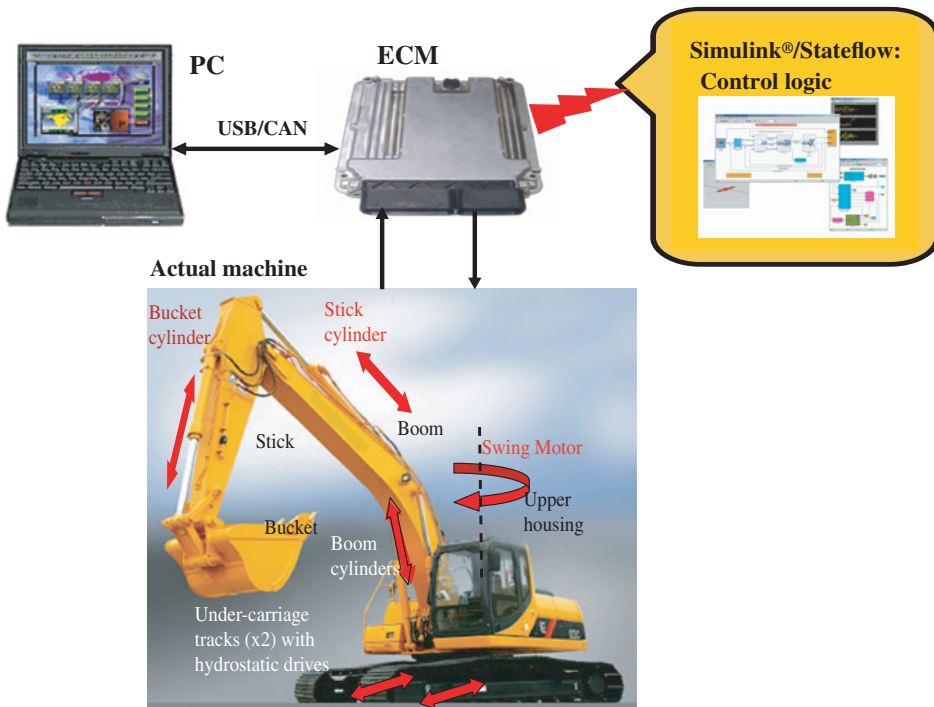 PC
ECM
Simulink®/Stateflow:
Control logic
USB/CAN
Actual machine
Bucket
cylinder
Stick
cylinder
Boom
Stick
Swing Motor
Upper
housing
Bucket
Boom
cylinders
Under-carriage
tracks (x2) with
hydrostatic drives